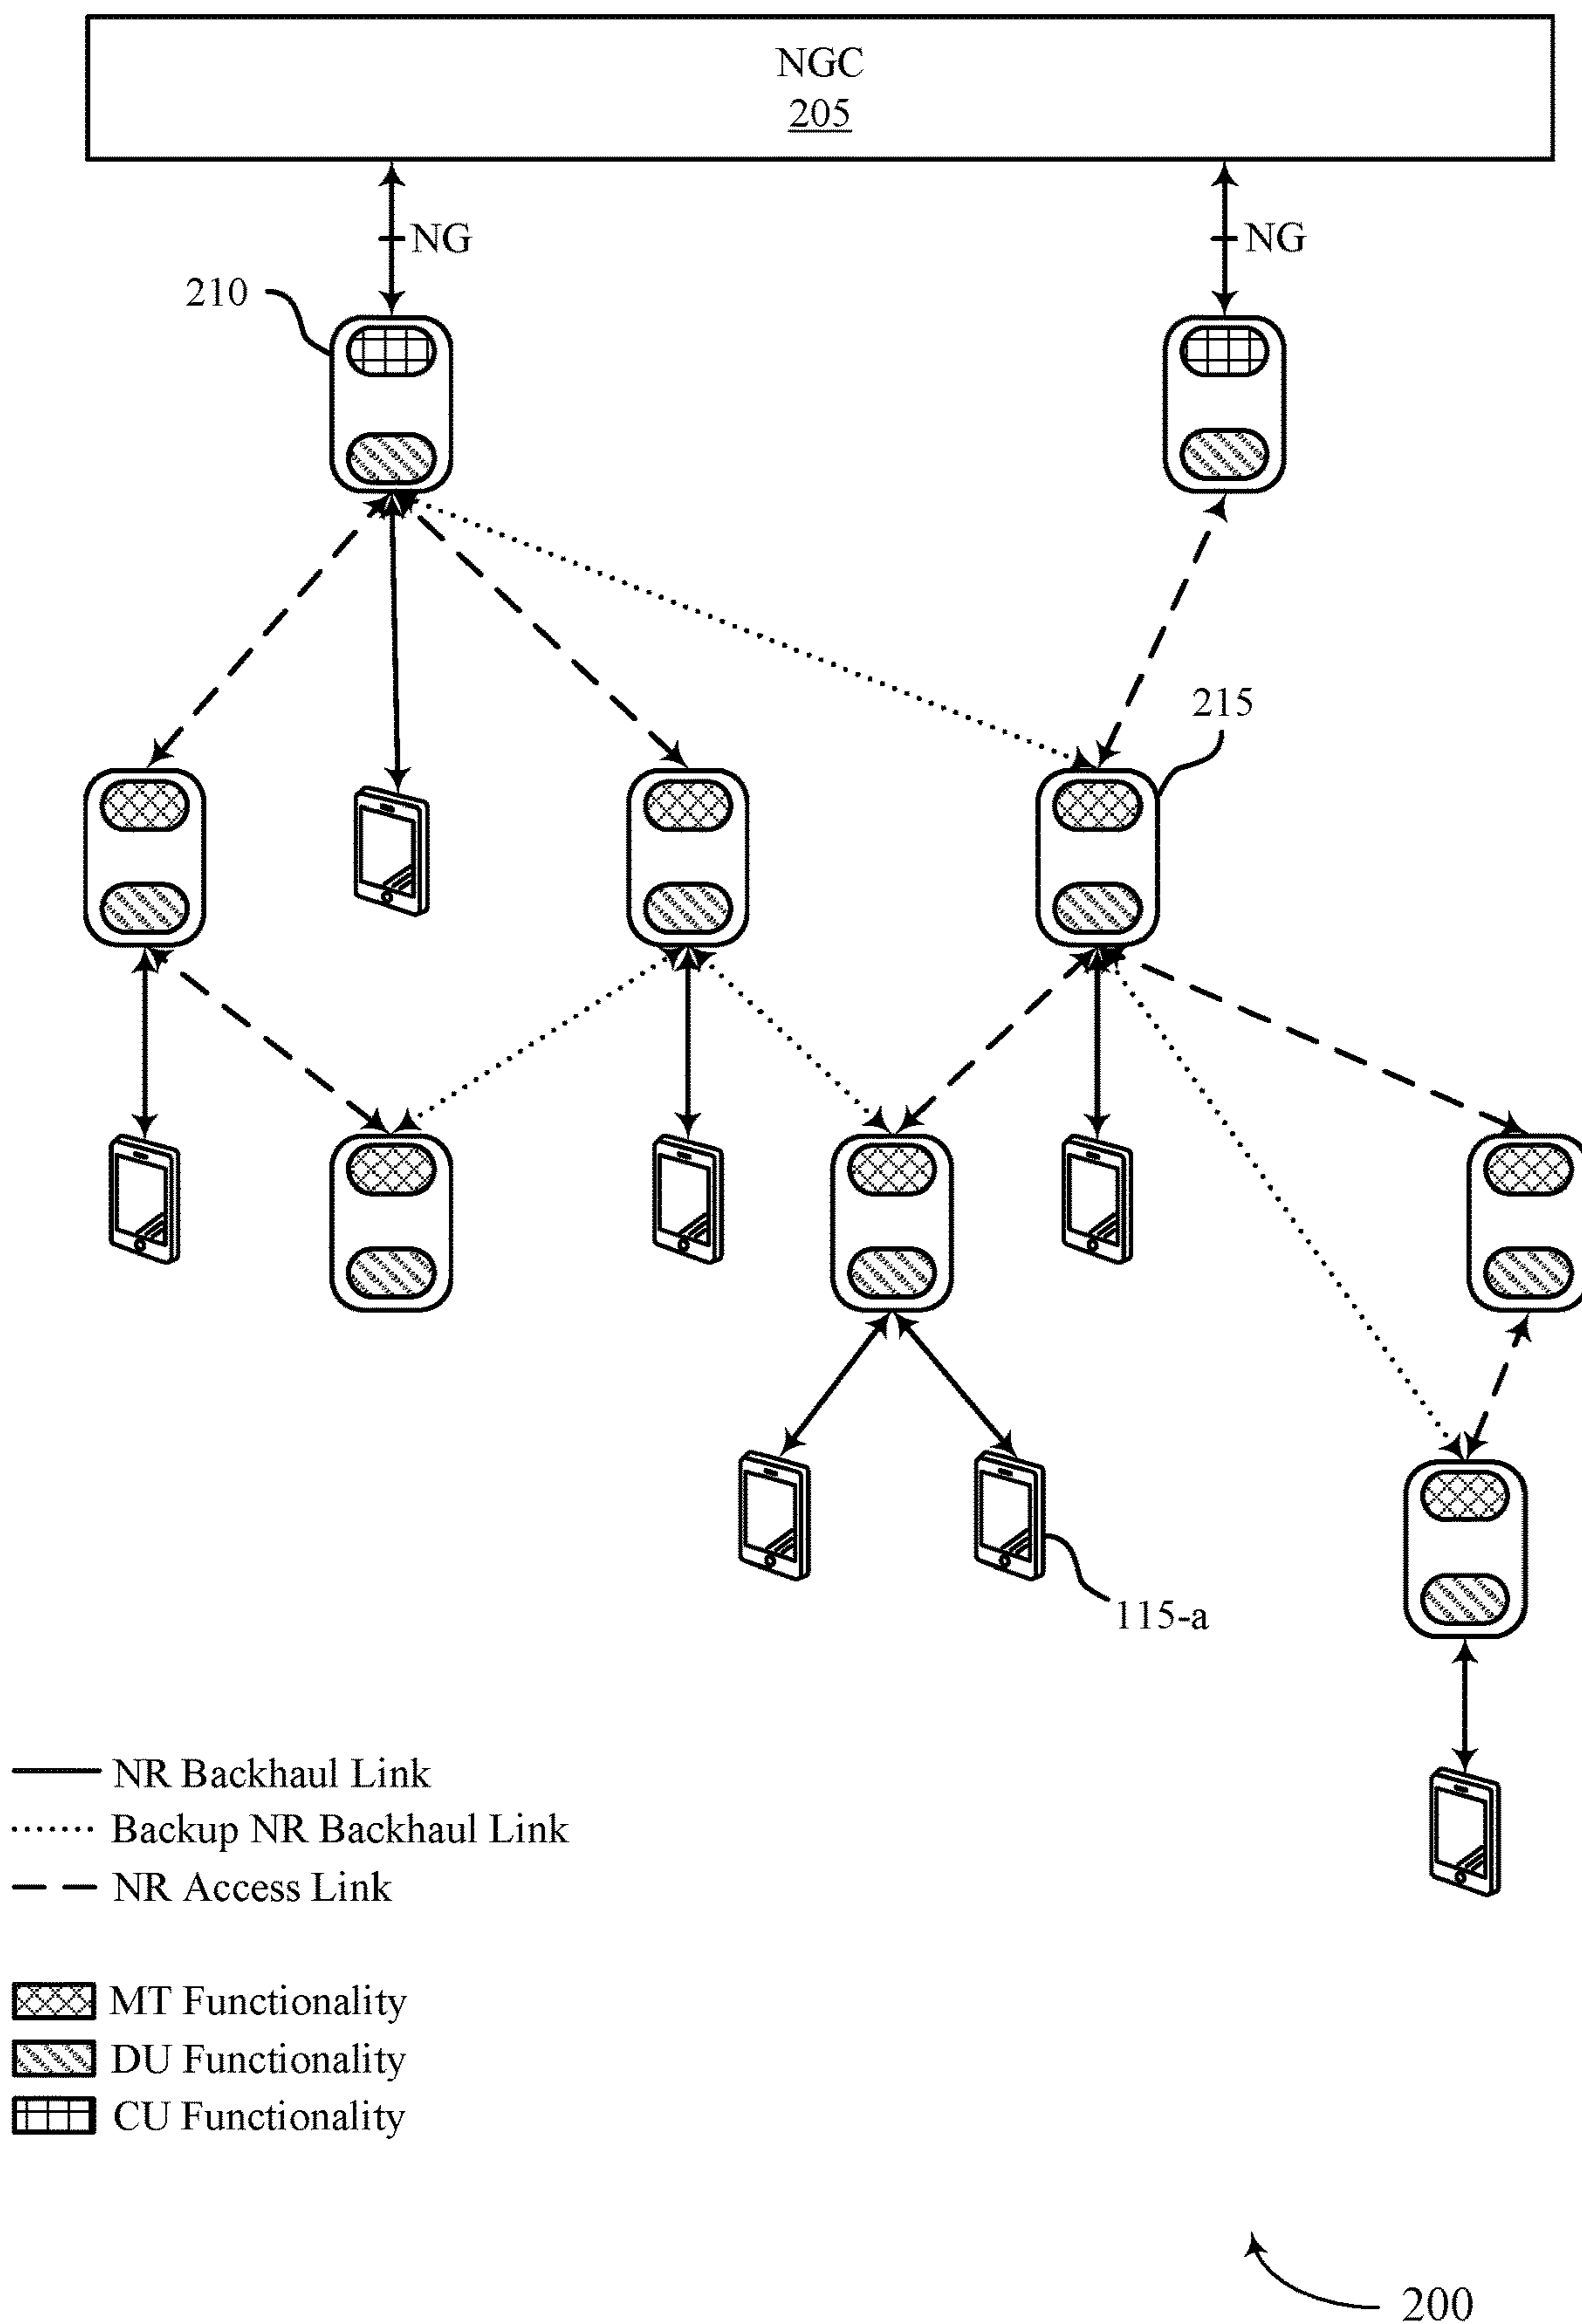 NGC
205
NG
NG
210
215
115-a
NR Backhaul Link
Backup NR Backhaul Link
NR Access Link
MT Functionality
DU Functionality
CU Functionality
200